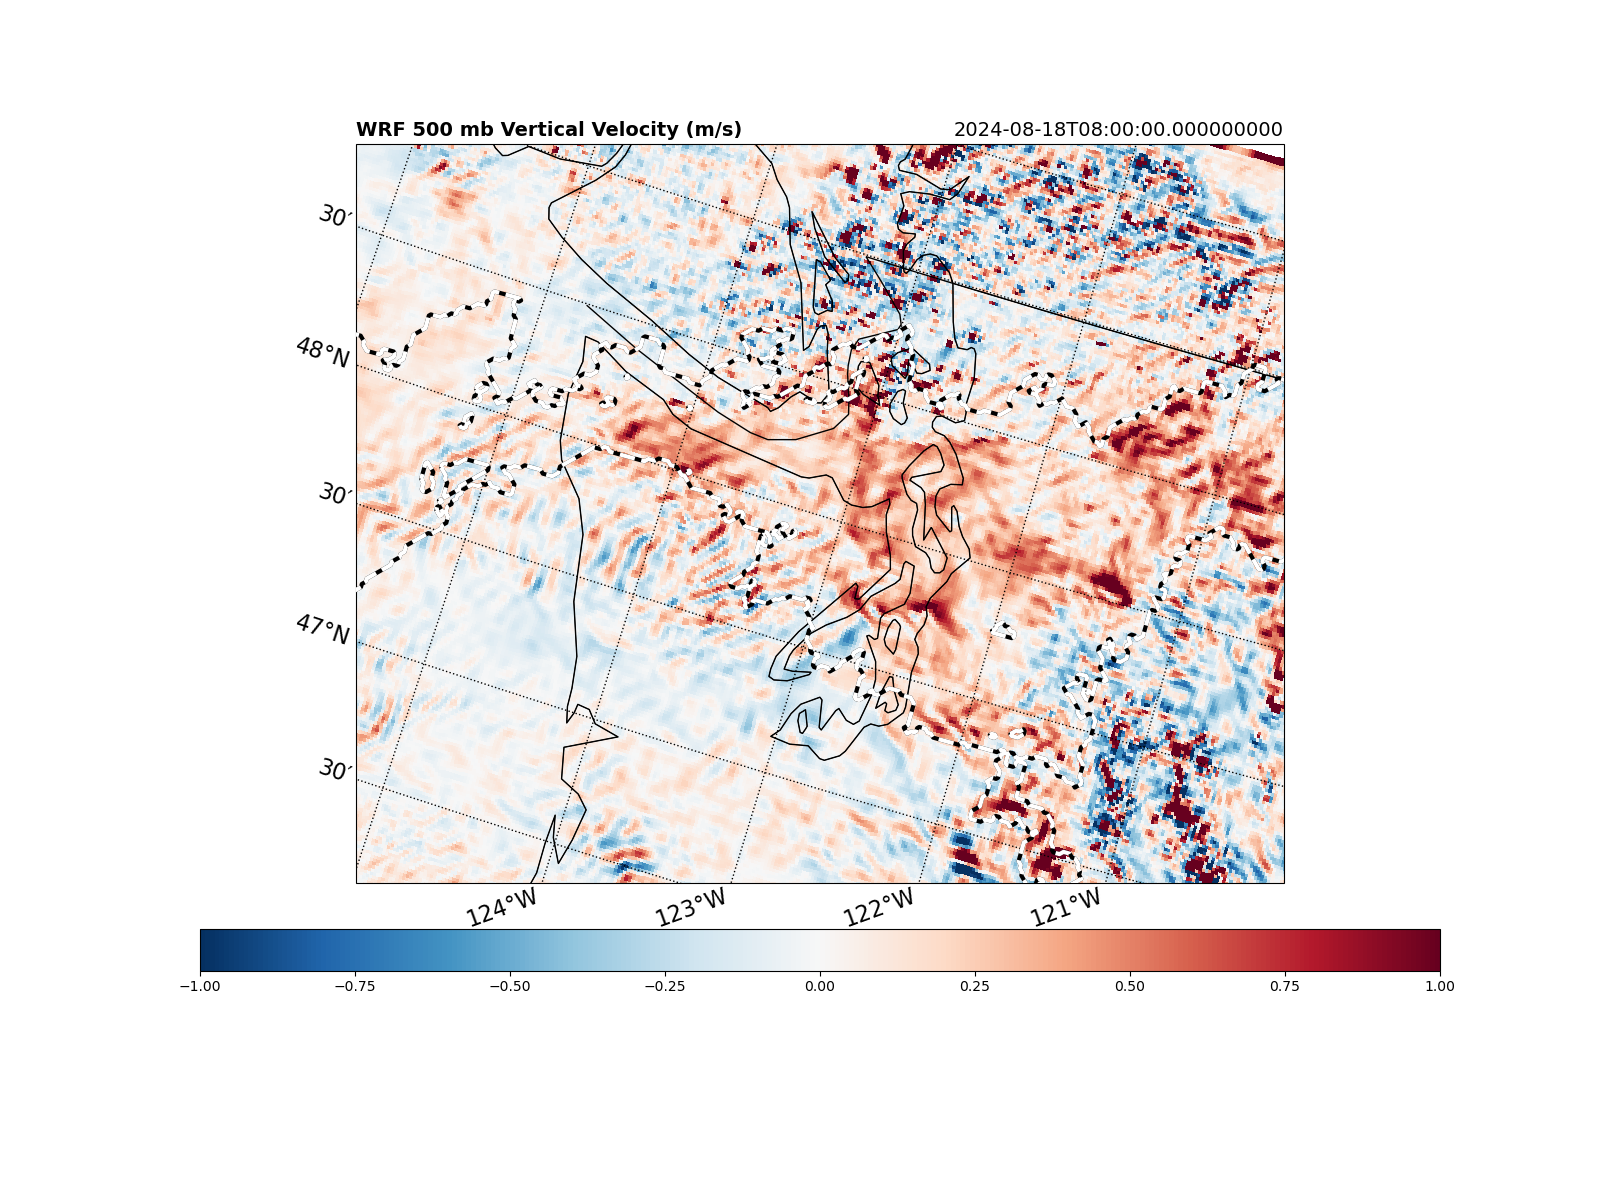 WRF 500 mb Vertical Velocity (m/s) 2024-08-18T08:00:00.000000000
30′
48°N
30′
47°N
30′
124°W 123°W 122°W 121°W
−1.00 −0.75 −0.50 −0.25 0.00 0.25 0.50 0.75 1.00